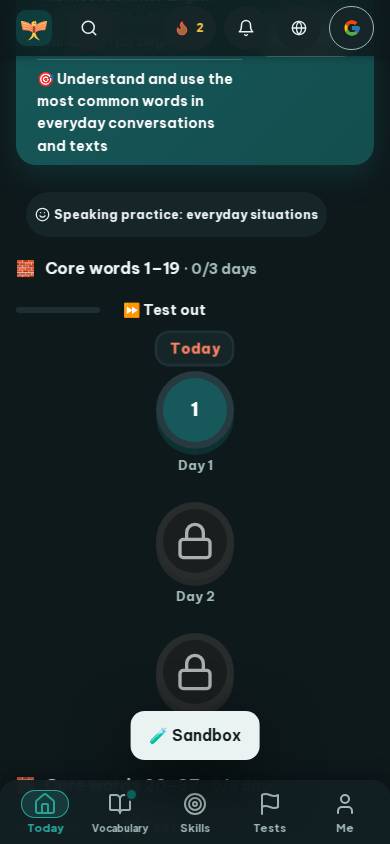 2
🎯 Understand and use the
most common words in
everyday conversations
and texts
Speaking practice: everyday situations
🧱 Core words 1–19 · 0/3 days
⏩ Test out
Today
1
Day 1
Day 2
🧪 Sandbox
Today
Vocabulary
Skills
Tests
Me